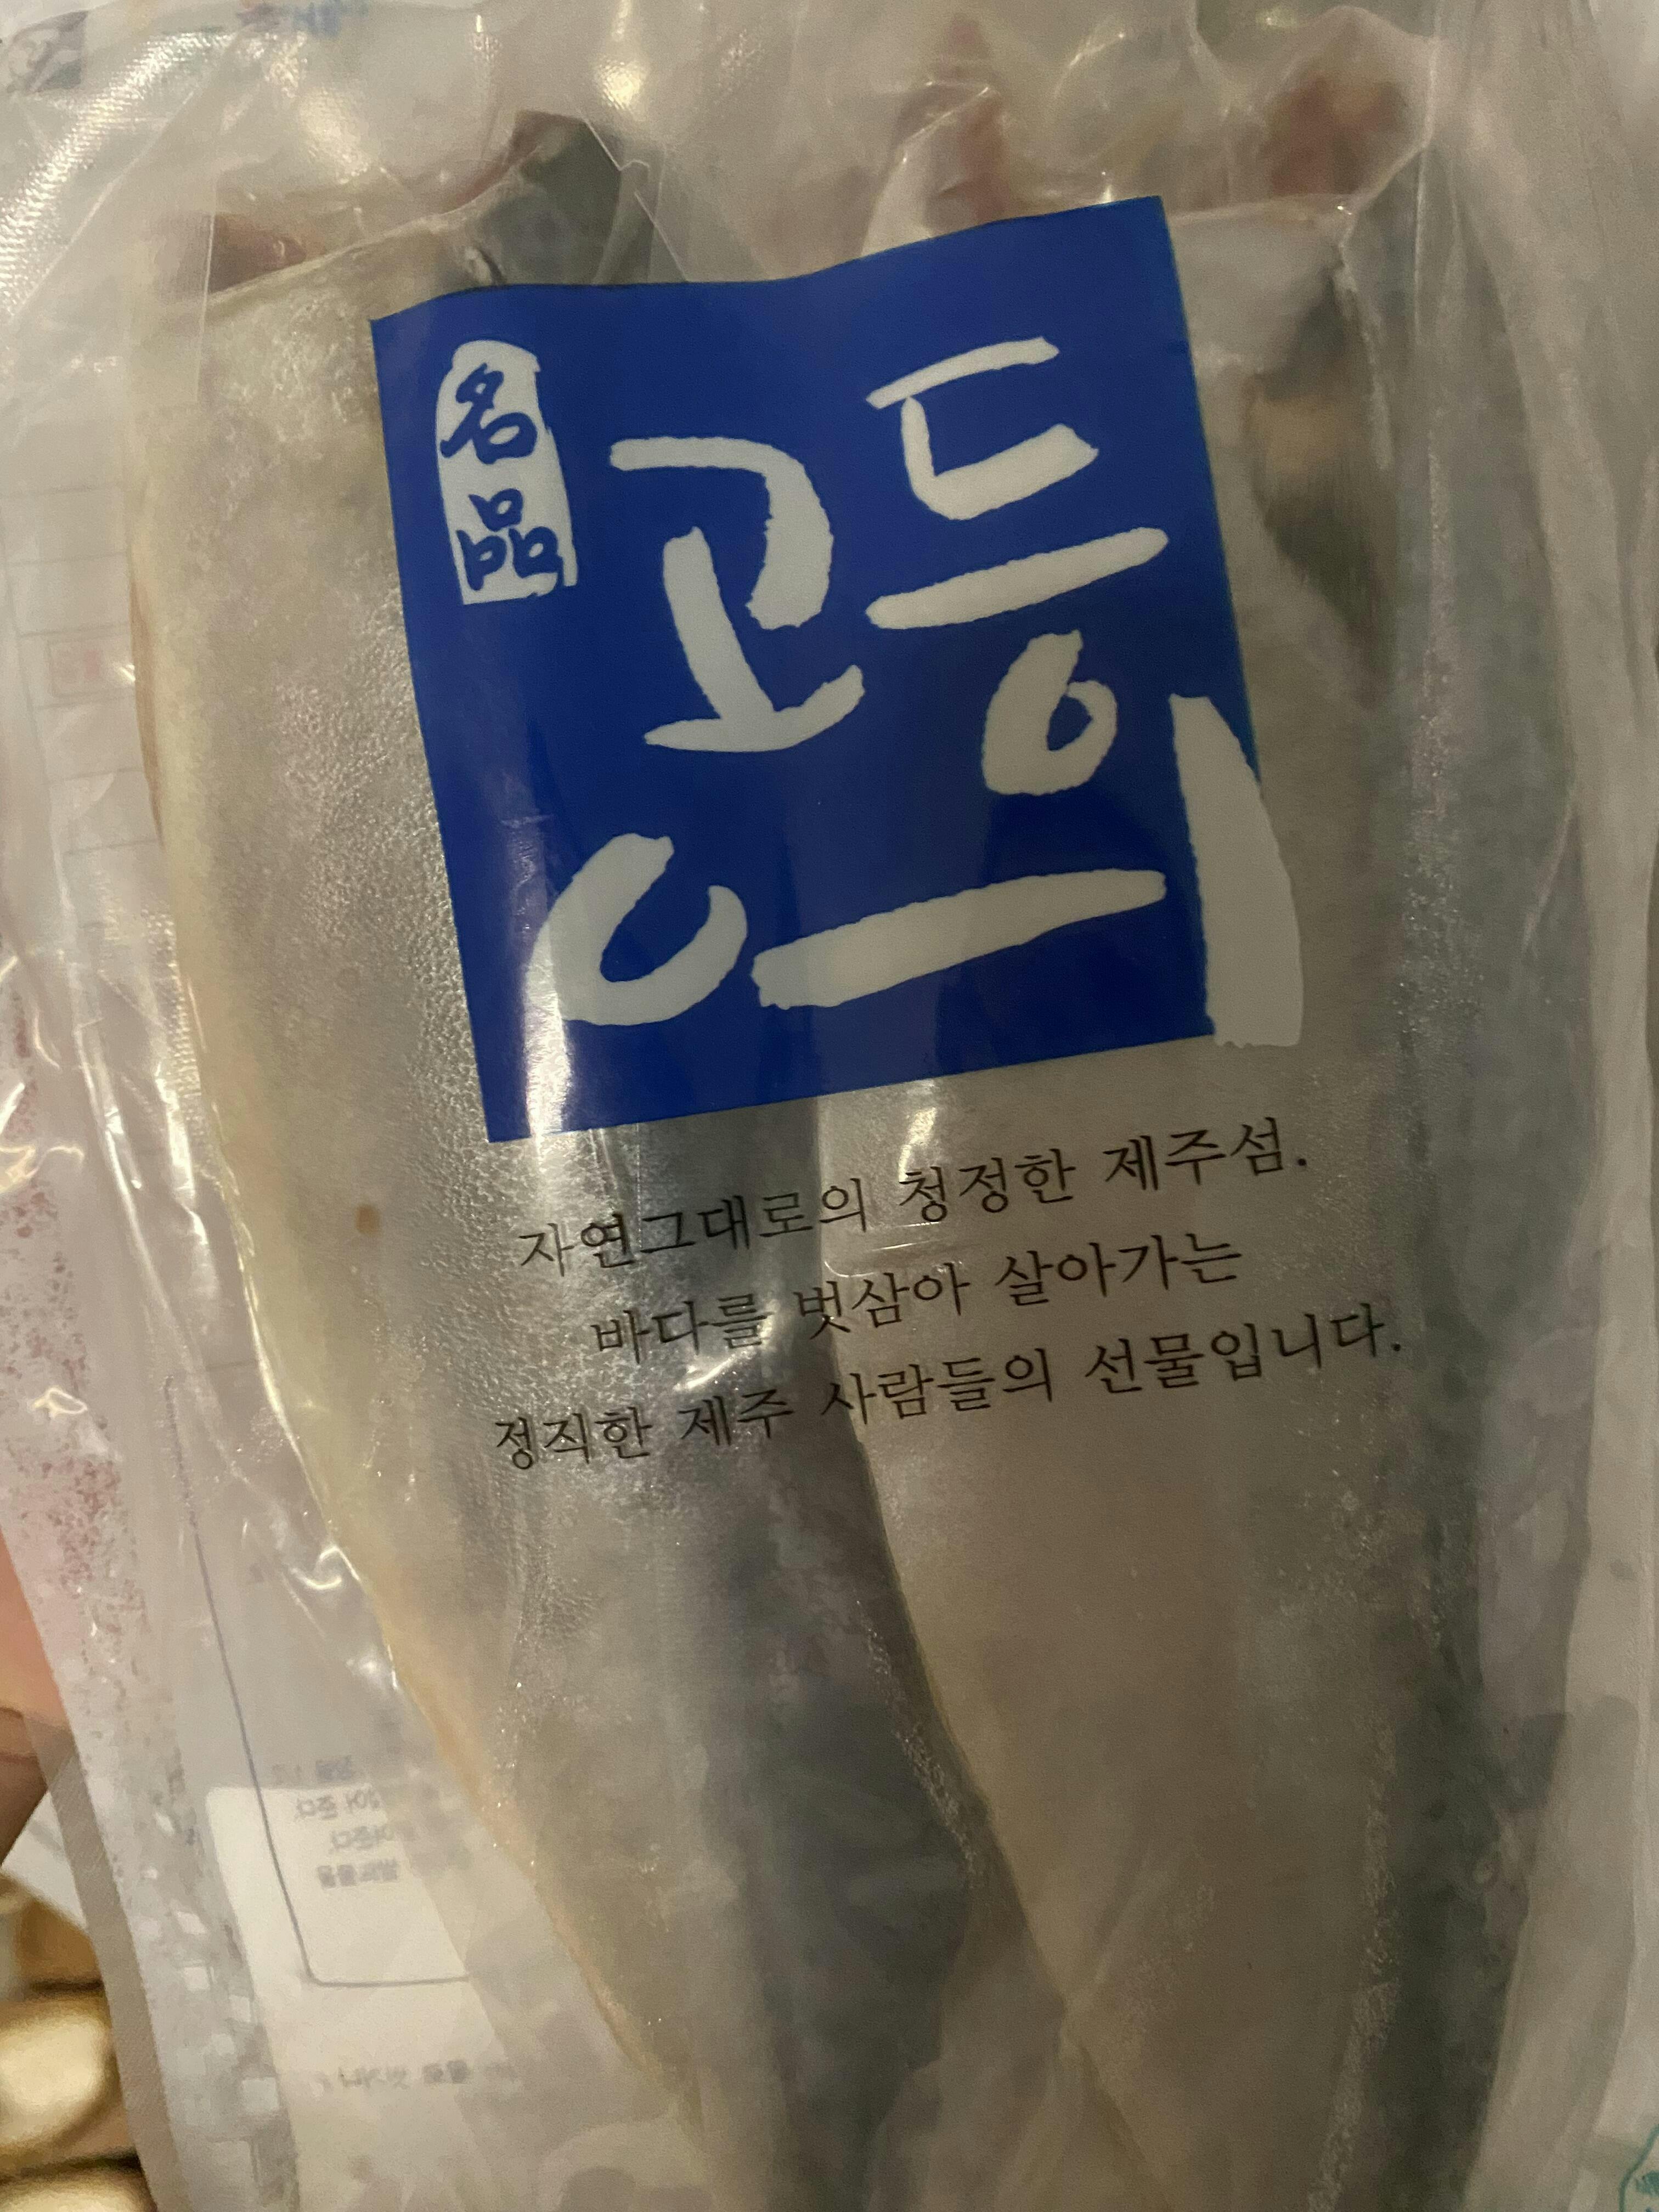 名品
고등어
자연그대로의 청정한 제주섬.
바다를 벗삼아 살아가는
정직한 제주 사람들의 선물입니다.